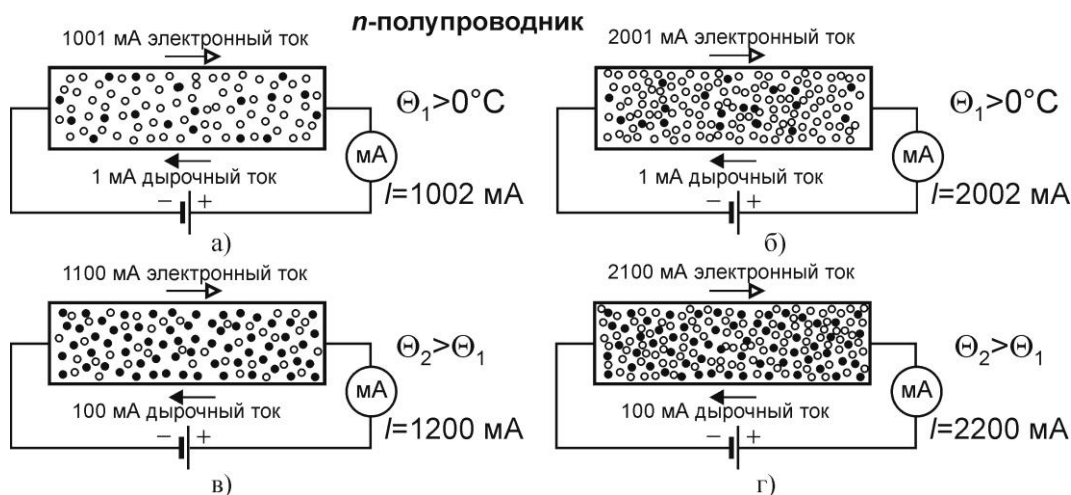 n-полупроводник
1001 мА электронный ток
Θ₁>0°C
мА
1 мА дырочный ток
− +
I=1002 мА
а)
2001 мА электронный ток
Θ₁>0°C
мА
1 мА дырочный ток
− +
I=2002 мА
б)
1100 мА электронный ток
Θ₂>Θ₁
мА
100 мА дырочный ток
− +
I=1200 мА
в)
2100 мА электронный ток
Θ₂>Θ₁
мА
100 мА дырочный ток
− +
I=2200 мА
г)